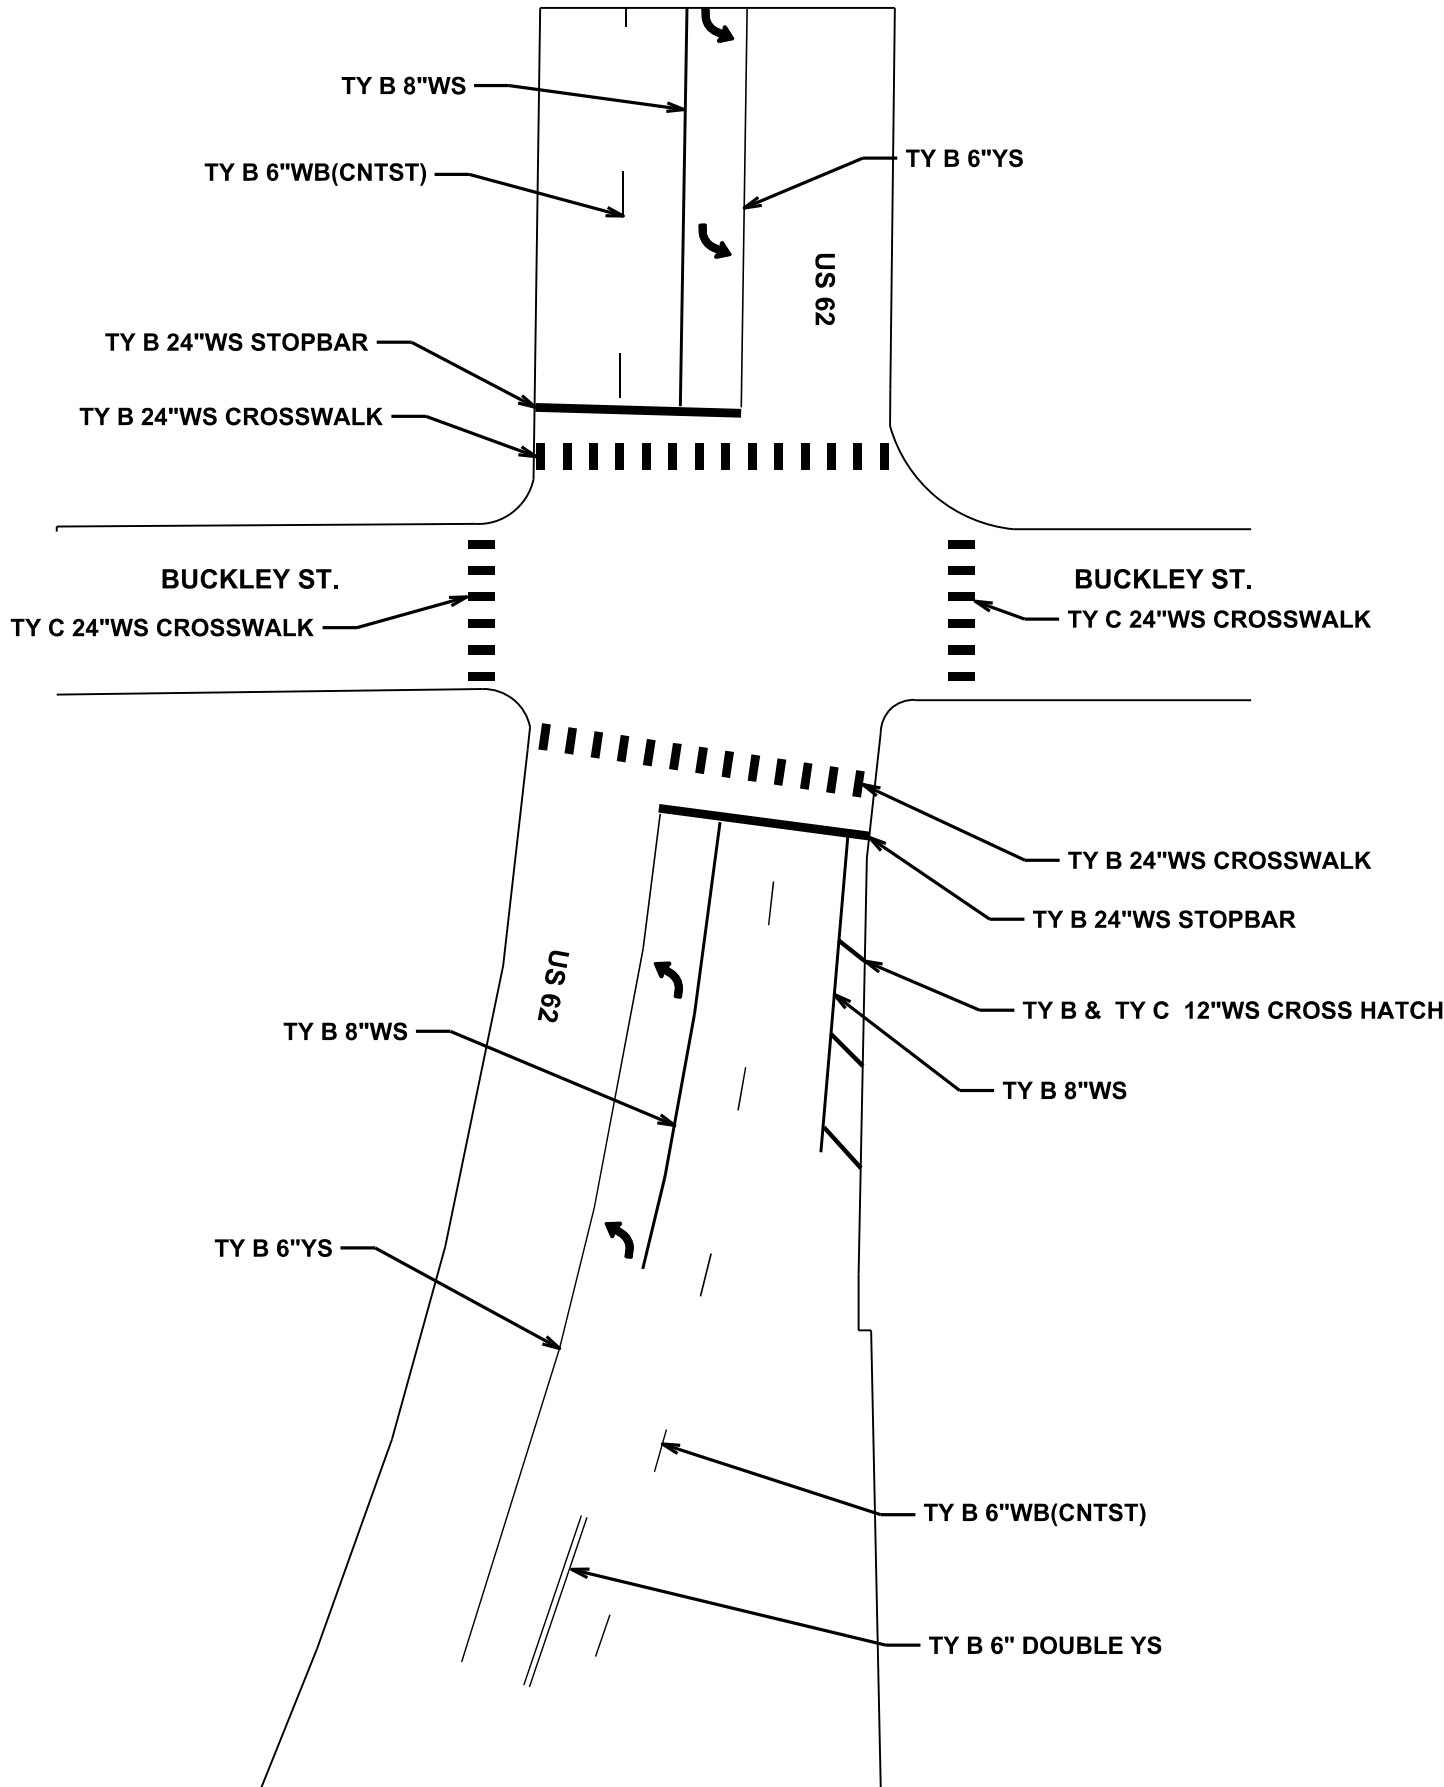 TY B 8"WS
TY B 6"YS
TY B 6"WB(CNTST)
US 62
TY B 24"WS STOPBAR
TY B 24"WS CROSSWALK
BUCKLEY ST.
BUCKLEY ST.
TY C 24"WS CROSSWALK
TY C 24"WS CROSSWALK
TY B 24"WS CROSSWALK
TY B 24"WS STOPBAR
US 62
TY B & TY C 12"WS CROSS HATCH
TY B 8"WS
TY B 8"WS
TY B 6"YS
TY B 6"WB(CNTST)
TY B 6" DOUBLE YS